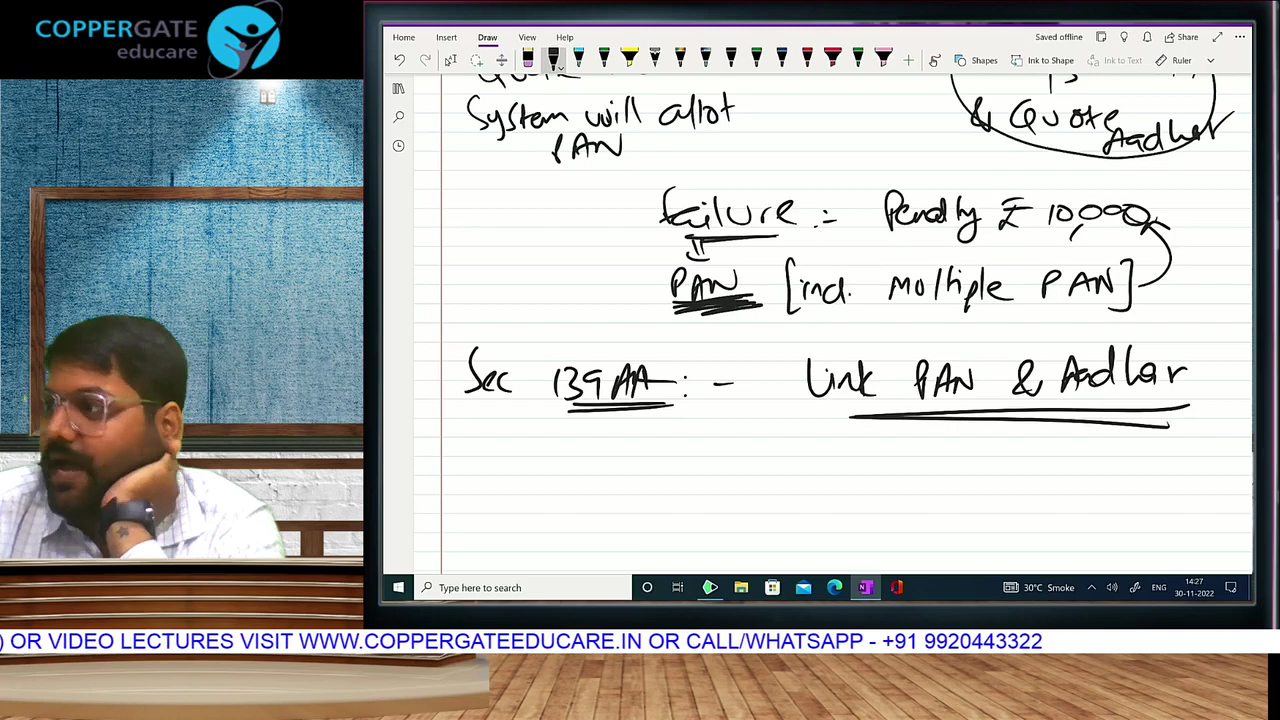 COPPERGATE
educare
Home Insert Draw View Help
Saved offline
Share
Shapes
Ink to Shape
Ink to Text
Ruler
System will allot
PAN
& Quote
Aadhar
failure := Penalty ₹ 10,000
PAN [incl. Multiple PAN]
Sec 139AA :- Link PAN & Aadhar
Type here to search
30°C Smoke
ENG
14:27
30-11-2022
) OR VIDEO LECTURES VISIT WWW.COPPERGATEEDUCARE.IN OR CALL/WHATSAPP - +91 9920443322